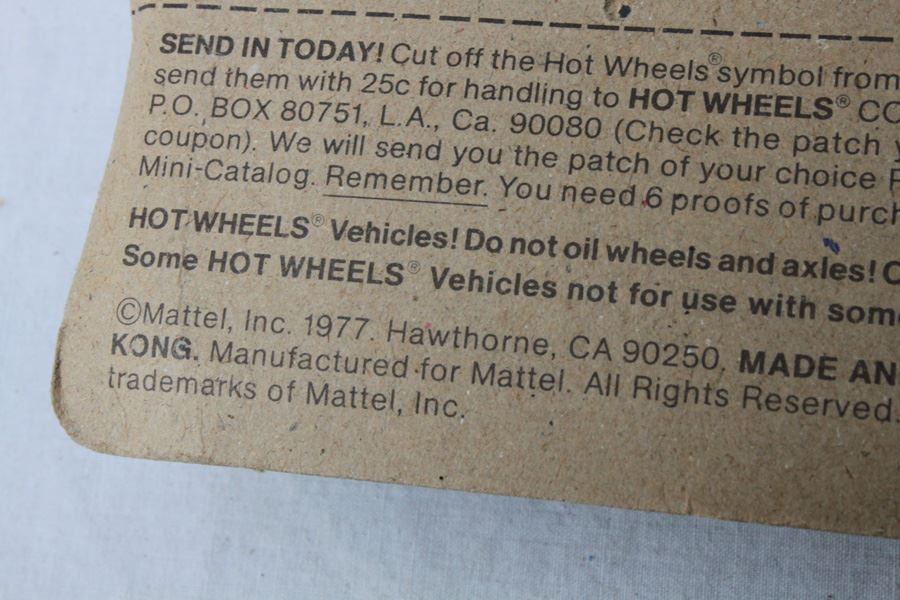 SEND IN TODAY! Cut off the Hot Wheels® symbol from
send them with 25c for handling to HOT WHEELS® CO
P.O. BOX 80751, L.A., Ca. 90080 (Check the patch y
coupon). We will send you the patch of your choice F
Mini-Catalog. Remember. You need 6 proofs of purch
HOT WHEELS® Vehicles! Do not oil wheels and axles! C
Some HOT WHEELS® Vehicles not for use with some
©Mattel, Inc. 1977. Hawthorne, CA 90250. MADE AN
KONG. Manufactured for Mattel. All Rights Reserved.
trademarks of Mattel, Inc.